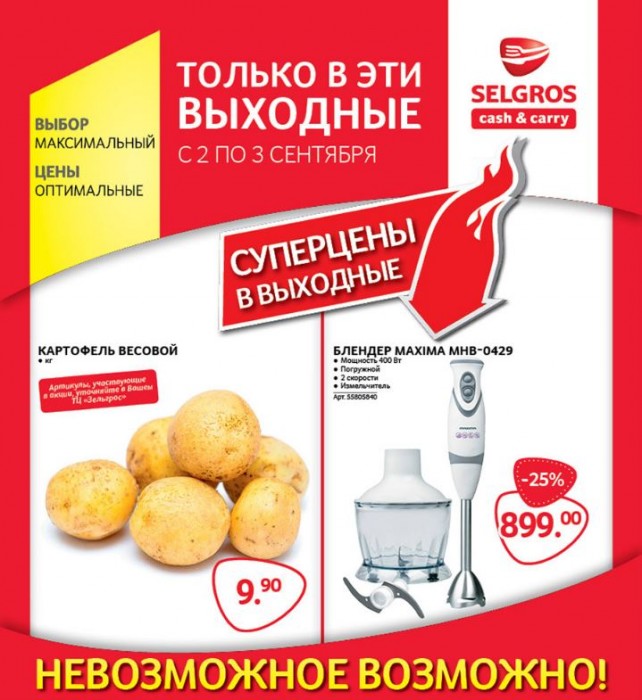 ТОЛЬКО В ЭТИ
ВЫХОДНЫЕ
С 2 ПО 3 СЕНТЯБРЯ
SELGROS
cash & carry
ВЫБОР
МАКСИМАЛЬНЫЙ
ЦЕНЫ
ОПТИМАЛЬНЫЕ
СУПЕРЦЕНЫ
В ВЫХОДНЫЕ
КАРТОФЕЛЬ ВЕСОВОЙ
• кг
Артикулы, участвующие
в акции, уточняйте в Вашем
ТЦ «Зельгрос»
9.90
БЛЕНДЕР MAXIMA MHB-0429
• Мощность 400 Вт
• Погружной
• 2 скорости
• Измельчитель
Арт. 55805840
-25%
899.00
НЕВОЗМОЖНОЕ ВОЗМОЖНО!